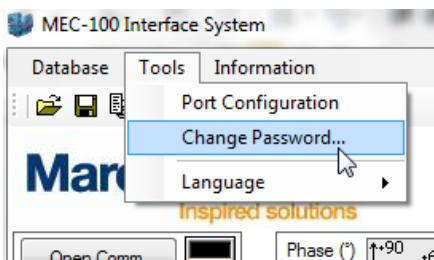 MEC-100 Interface System
Database Tools Information
Port Configuration
Change Password...
Language
Inspired solutions
Open Comm
Phase (°) +90